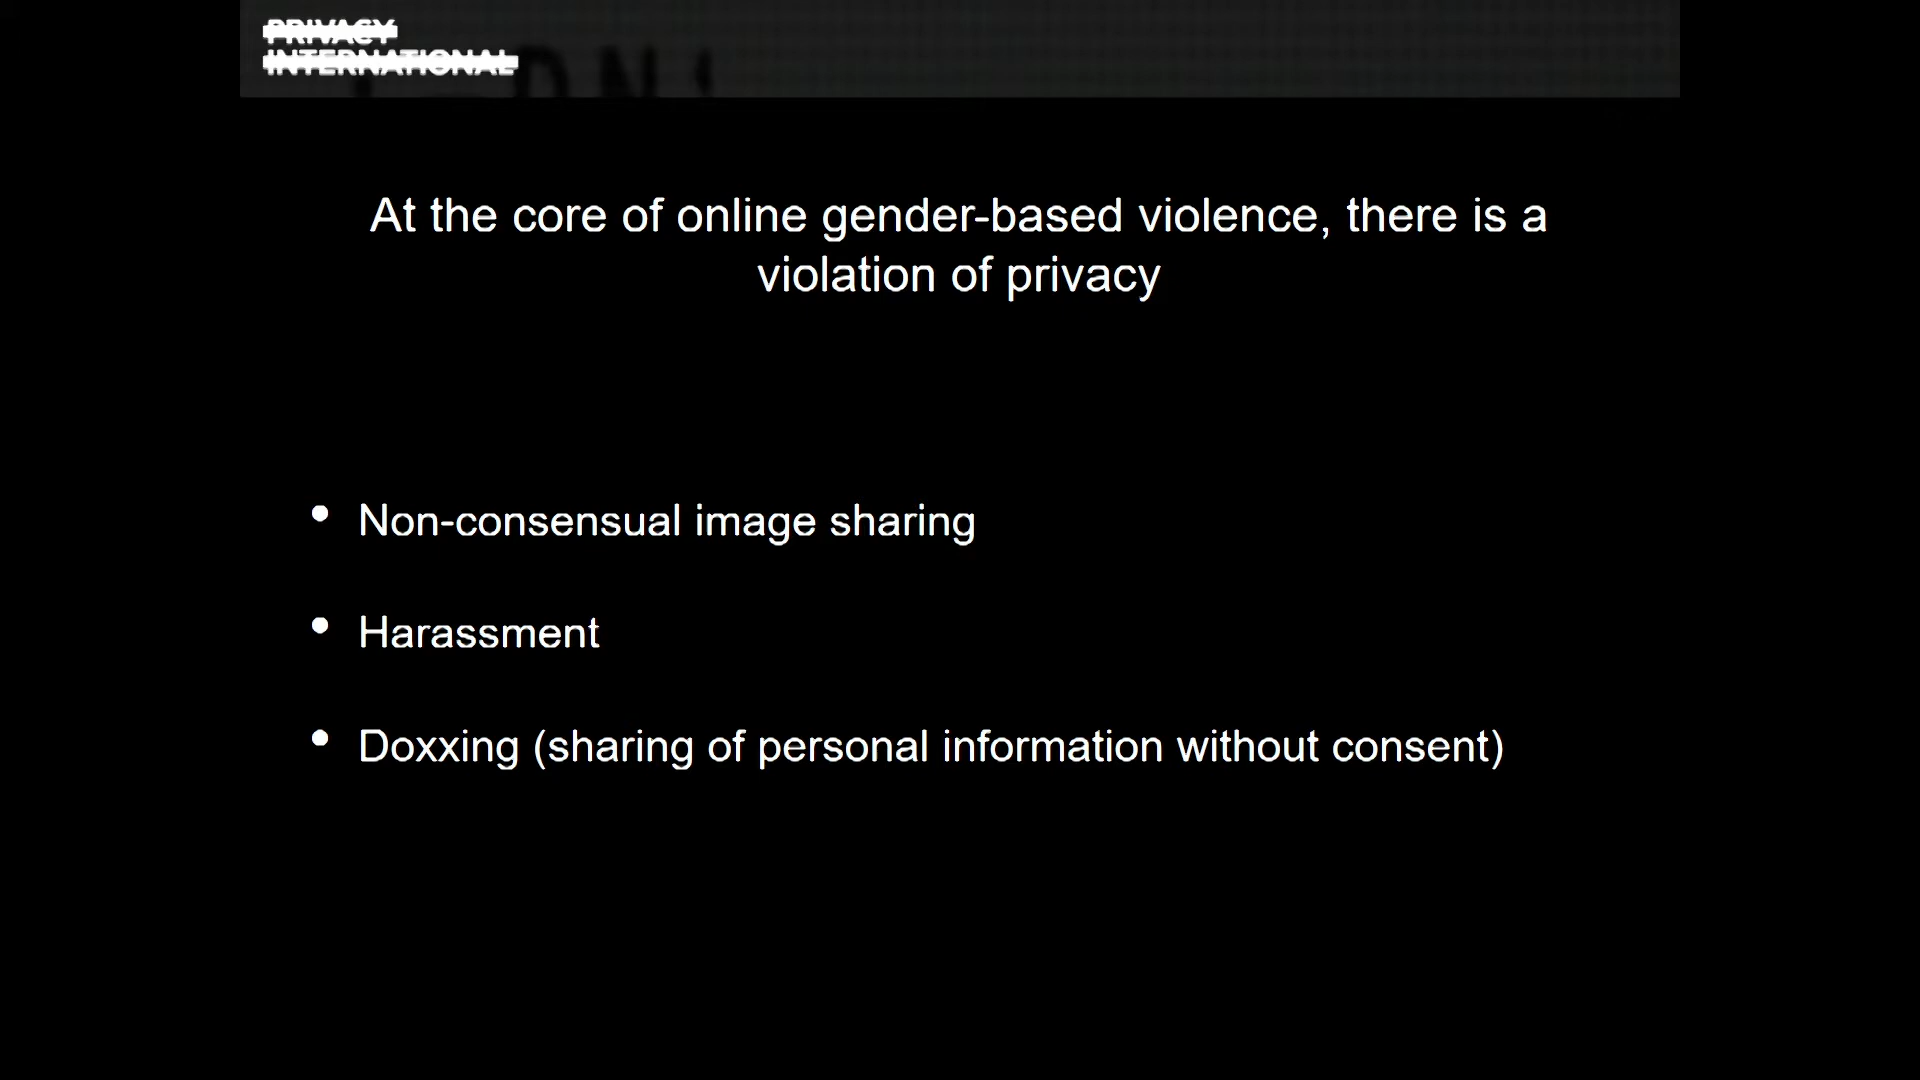 PRIVACY
INTERNATIONAL
At the core of online gender-based violence, there is a
violation of privacy
• Non-consensual image sharing
• Harassment
• Doxxing (sharing of personal information without consent)